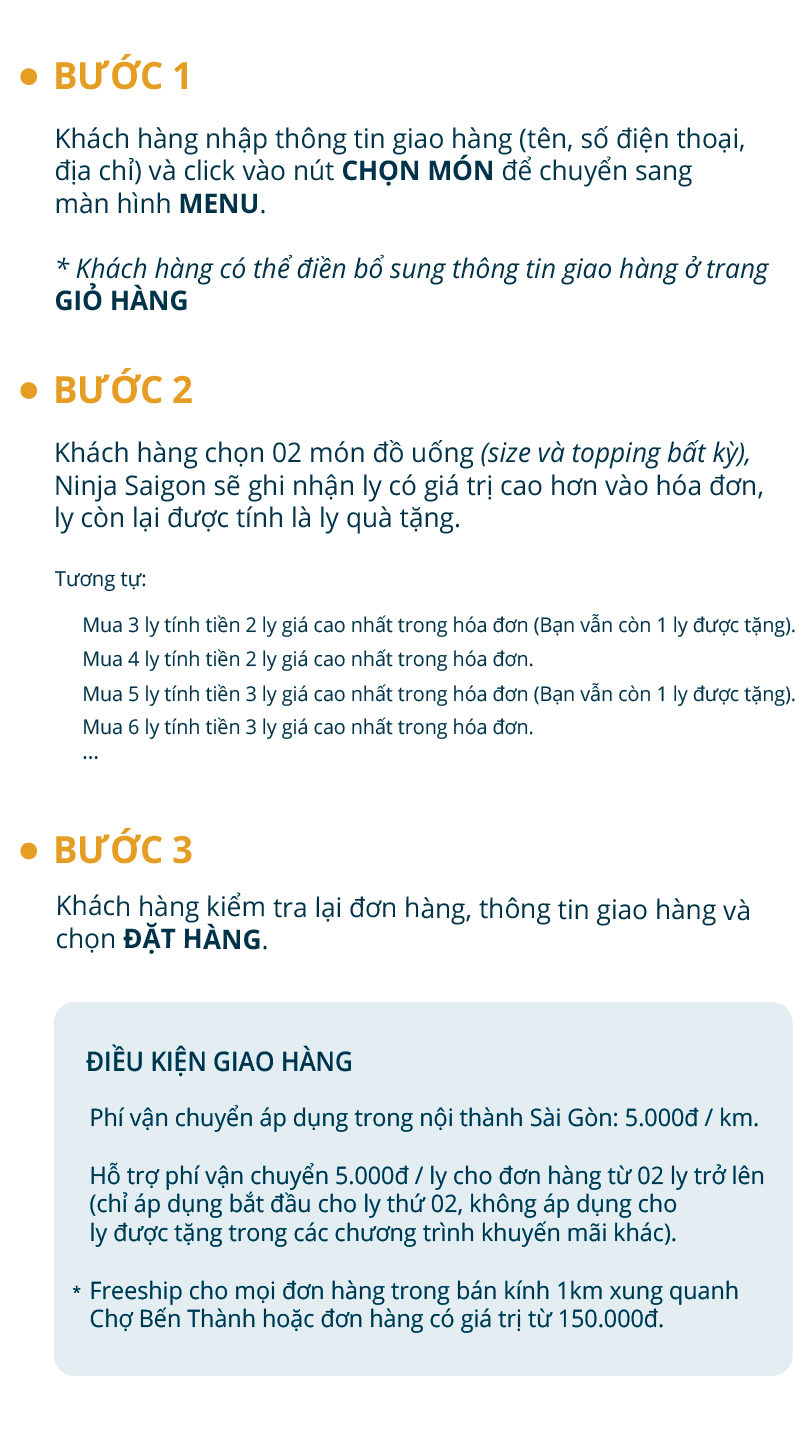 • BƯỚC 1
Khách hàng nhập thông tin giao hàng (tên, số điện thoại,
địa chỉ) và click vào nút CHỌN MÓN để chuyển sang
màn hình MENU.
* Khách hàng có thể điền bổ sung thông tin giao hàng ở trang
GIỎ HÀNG
• BƯỚC 2
Khách hàng chọn 02 món đồ uống (size và topping bất kỳ),
Ninja Saigon sẽ ghi nhận ly có giá trị cao hơn vào hóa đơn,
ly còn lại được tính là ly quà tặng.
Tương tự:
Mua 3 ly tính tiền 2 ly giá cao nhất trong hóa đơn (Bạn vẫn còn 1 ly được tặng).
Mua 4 ly tính tiền 2 ly giá cao nhất trong hóa đơn.
Mua 5 ly tính tiền 3 ly giá cao nhất trong hóa đơn (Bạn vẫn còn 1 ly được tặng).
Mua 6 ly tính tiền 3 ly giá cao nhất trong hóa đơn.
...
• BƯỚC 3
Khách hàng kiểm tra lại đơn hàng, thông tin giao hàng và
chọn ĐẶT HÀNG.
ĐIỀU KIỆN GIAO HÀNG
Phí vận chuyển áp dụng trong nội thành Sài Gòn: 5.000đ / km.
Hỗ trợ phí vận chuyển 5.000đ / ly cho đơn hàng từ 02 ly trở lên
(chỉ áp dụng bắt đầu cho ly thứ 02, không áp dụng cho
ly được tặng trong các chương trình khuyến mãi khác).
* Freeship cho mọi đơn hàng trong bán kính 1km xung quanh
Chợ Bến Thành hoặc đơn hàng có giá trị từ 150.000đ.